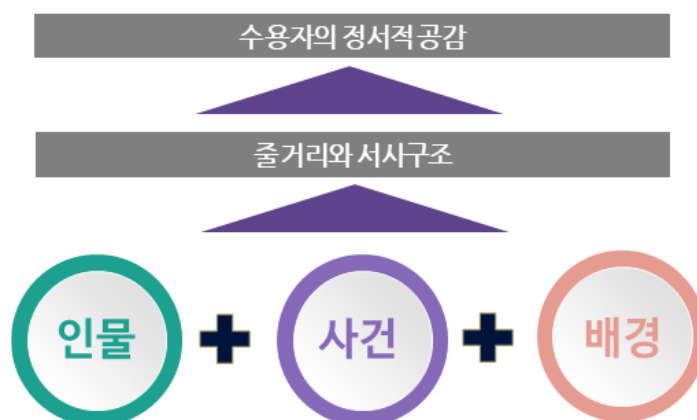 수용자의 정서적 공감
줄거리와 서사구조
인물 + 사건 + 배경